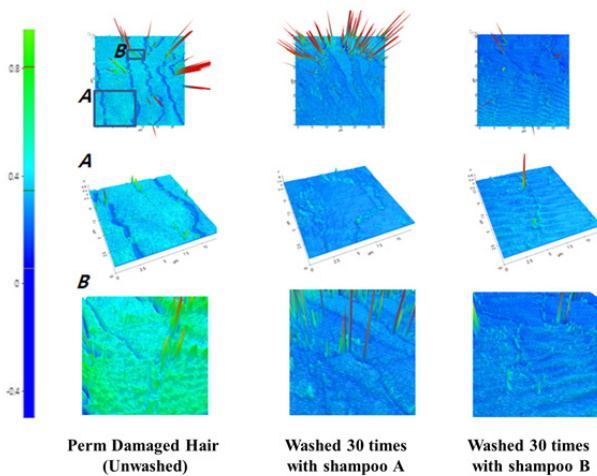 0.8
0.4
0
-0.4
B
A
A
B
Perm Damaged Hair
(Unwashed)
Washed 30 times
with shampoo A
Washed 30 times
with shampoo B